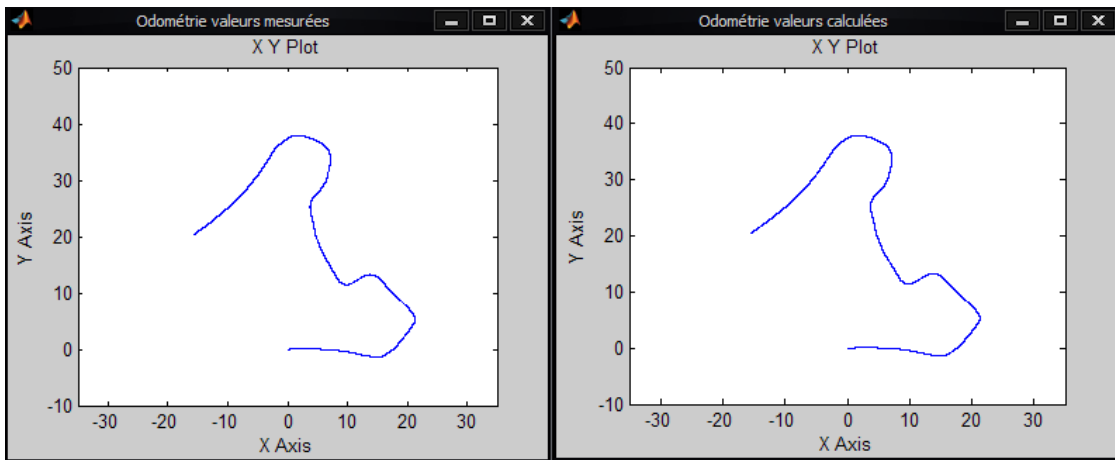 Odométrie valeurs mesurées
X Y Plot
50
40
30
20
10
0
-10
Y Axis
-30 -20 -10 0 10 20 30
X Axis
Odométrie valeurs calculées
X Y Plot
50
40
30
20
10
0
-10
Y Axis
-30 -20 -10 0 10 20 30
X Axis